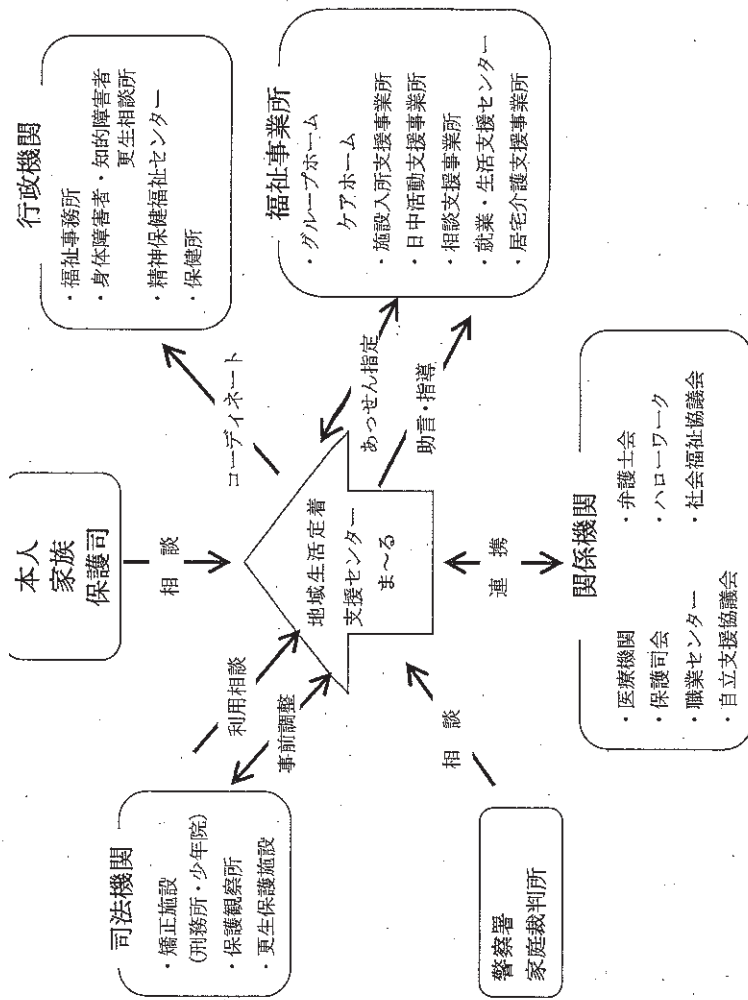 本人
家族
保護司
相　談
司法機関
・矯正施設
(刑務所・少年院)
・保護観察所
・更生保護施設
利用相談
事前調整
行政機関
・福祉事務所
・身体障害者・知的障害者
更生相談所
・精神保健福祉センター
・保健所
コーディネート
地域生活定着
支援センター
ま～る
福祉事業所
・グループホーム
ケアホーム
・施設入所支援事業所
・日中活動支援事業所
・相談支援事業所
・就業・生活支援センター
・居宅介護支援事業所
あっせん指定
助言・指導
警察署
家庭裁判所
相　談
連　携
関係機関
・医療機関
・保護司会
・職業センター
・自立支援協議会
・弁護士会
・ハローワーク
・社会福祉協議会